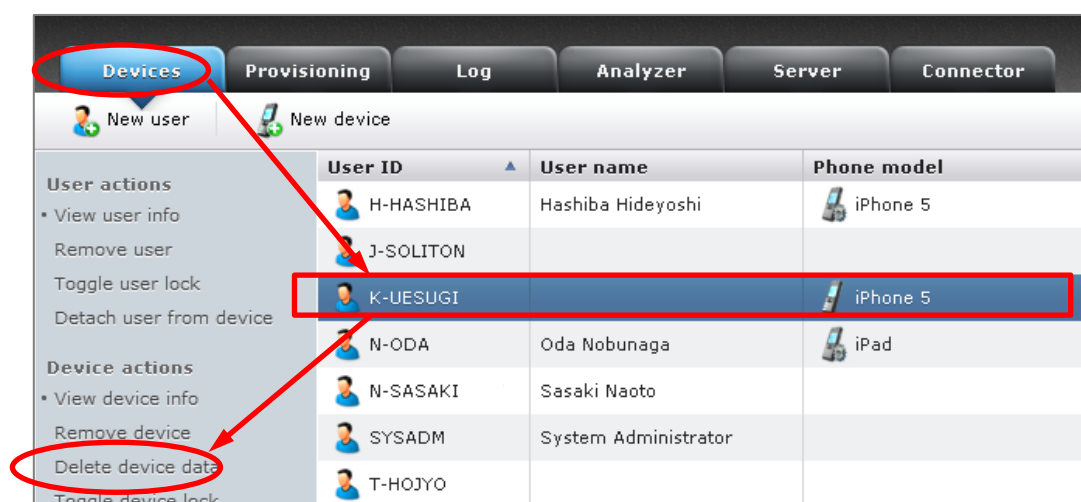 Devices Provisioning Log Analyzer Server Connector
New user New device
User actions
• View user info
Remove user
Toggle user lock
Detach user from device
Device actions
• View device info
Remove device
Delete device data
Toggle device lock
User ID User name Phone model
H-HASHIBA Hashiba Hideyoshi iPhone 5
J-SOLITON
K-UESUGI iPhone 5
N-ODA Oda Nobunaga iPad
N-SASAKI Sasaki Naoto
SYSADM System Administrator
T-HOJYO